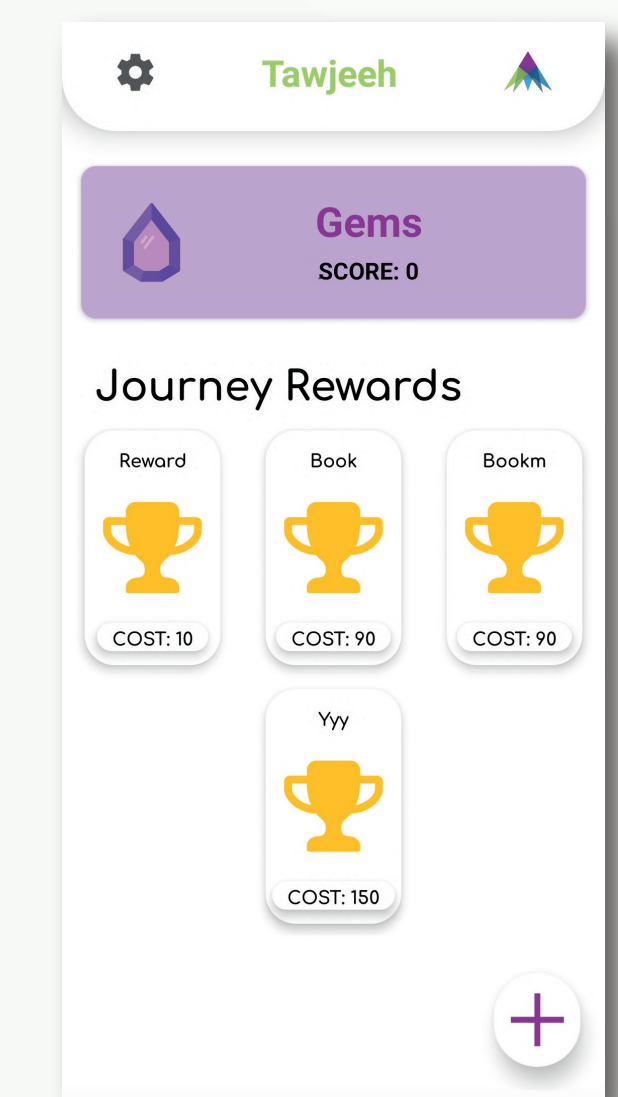 Tawjeeh
Gems
SCORE: 0
Journey Rewards
Reward
Book
Bookm
COST: 10
COST: 90
COST: 90
Yyy
COST: 150